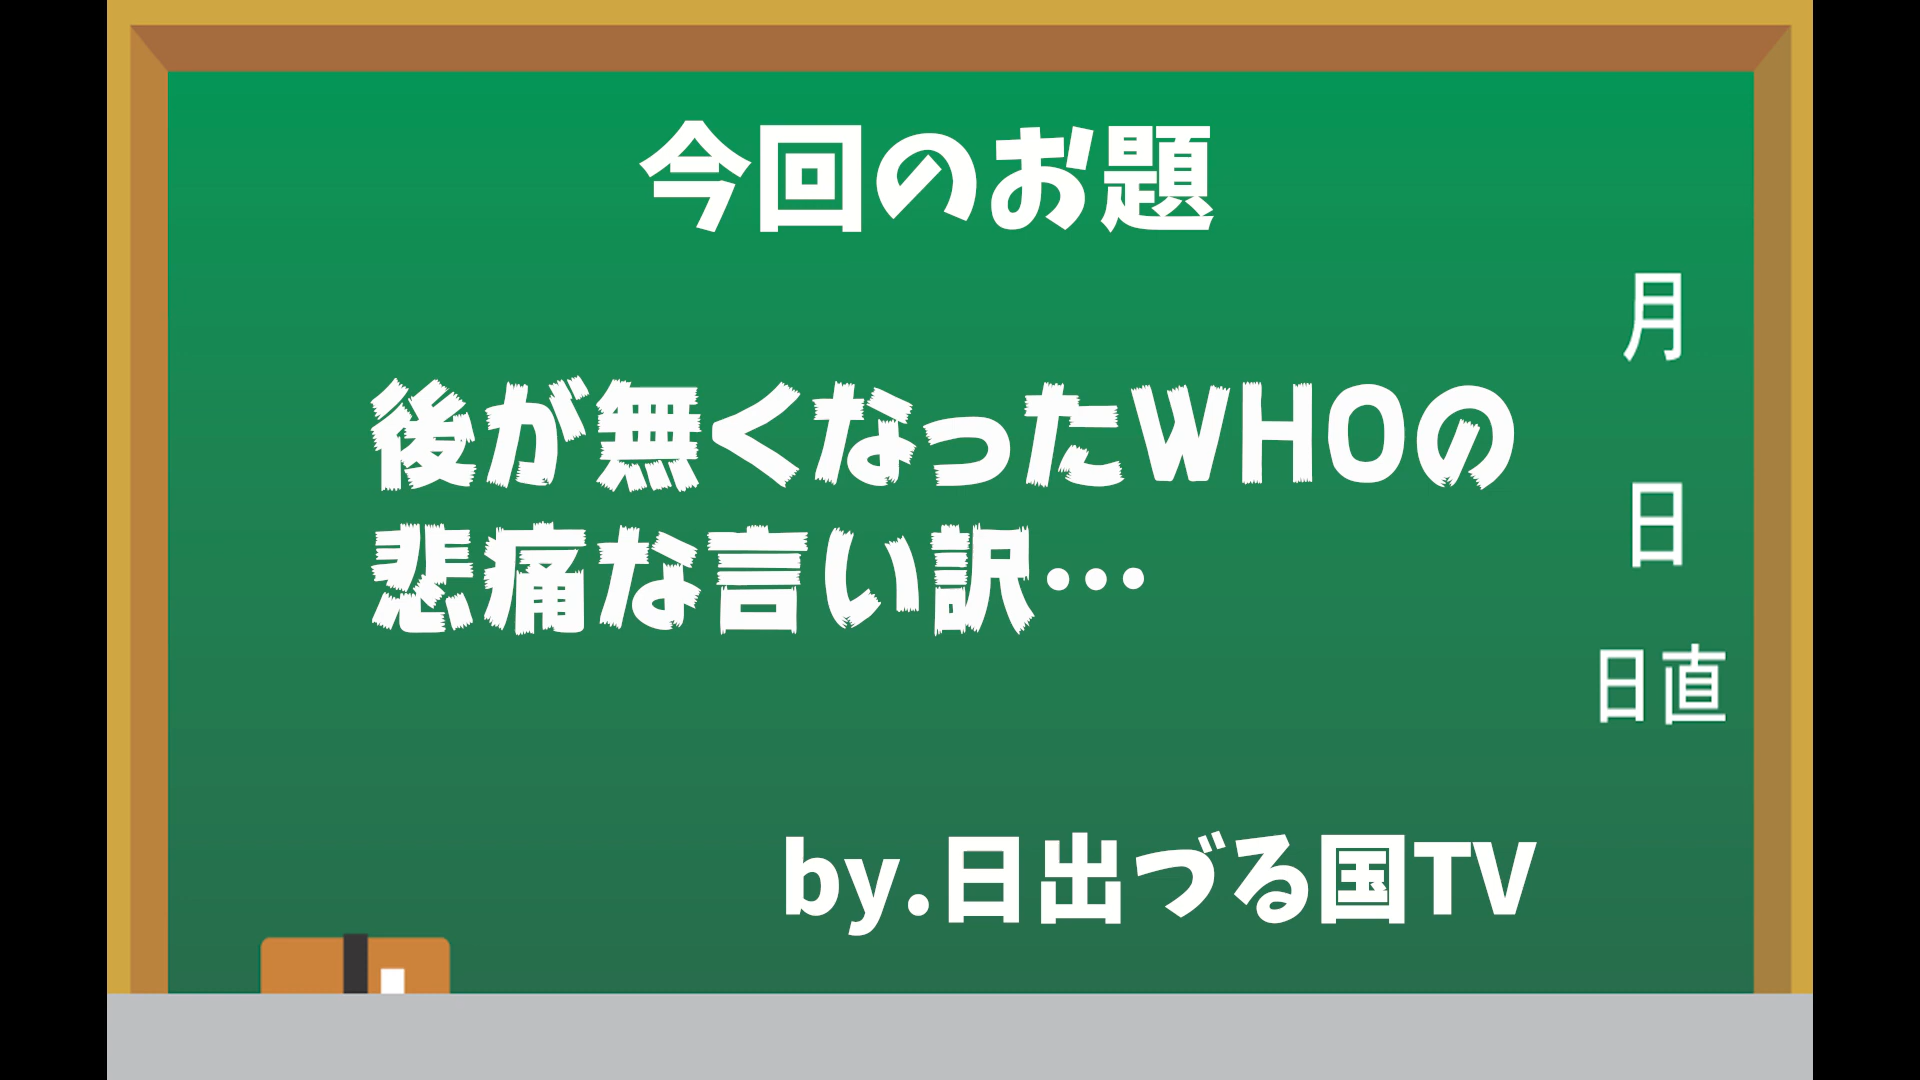 今回のお題
後が無くなったWHOの
悲痛な言い訳…
月
日
日直
by.日出づる国TV